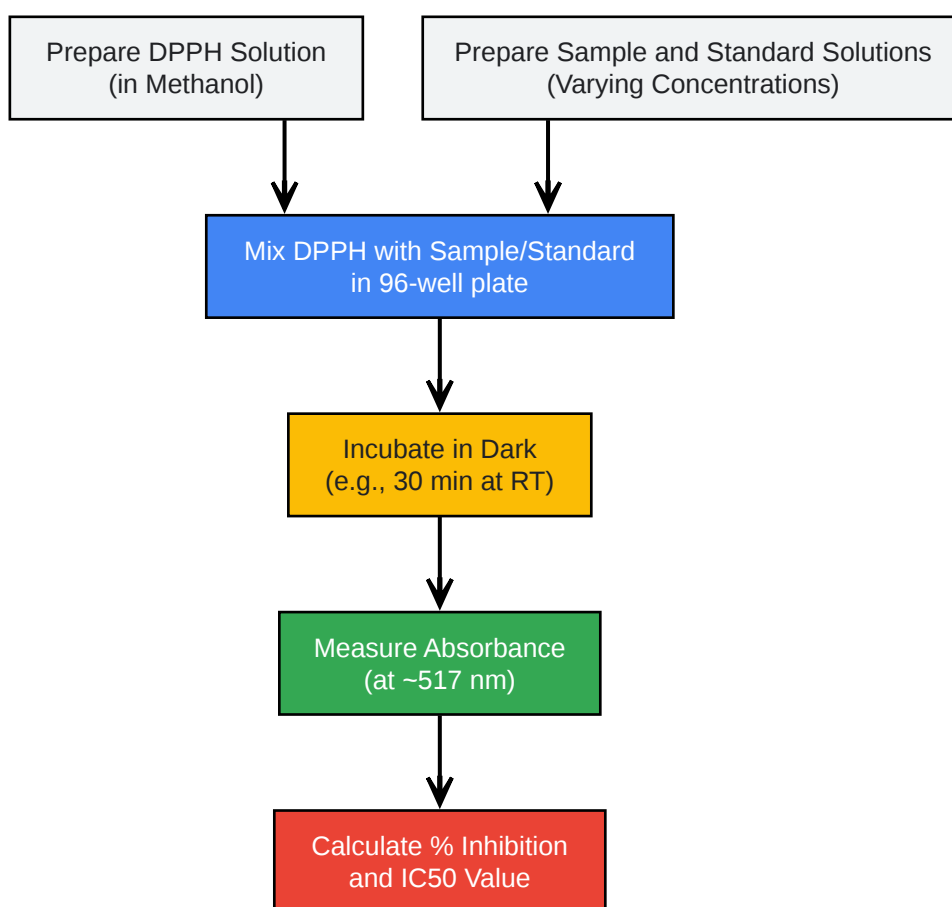 Prepare DPPH Solution
(in Methanol)
Prepare Sample and Standard Solutions
(Varying Concentrations)
Mix DPPH with Sample/Standard
in 96-well plate
Incubate in Dark
(e.g., 30 min at RT)
Measure Absorbance
(at ~517 nm)
Calculate % Inhibition
and IC50 Value